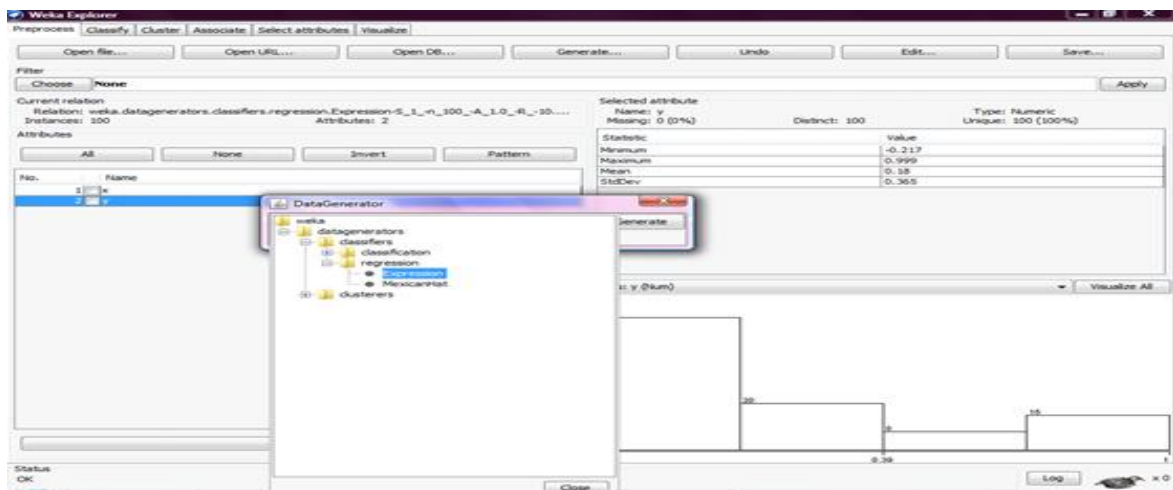 Weka Explorer
Preprocess Classify Cluster Associate Select attributes Visualize
Open file... Open URL... Open DB... Generate... Undo Edit... Save...
Filter
Choose None Apply
Current relation
Relation: weka.datagenerators.classifiers.regression.Expression-S_1_-n_100_-A_1.0_-R_-10....
Instances: 100 Attributes: 2
Attributes
All None Invert Pattern
No. Name
1 x
2 y
Selected attribute
Name: y Type: Numeric
Missing: 0 (0%) Distinct: 100 Unique: 100 (100%)
Statistic Value
Minimum -0.217
Maximum 0.999
Mean 0.18
StdDev 0.365
DataGenerator
Generate
weka
datagenerators
classifiers
classification
regression
Expression
MexicanHat
clusterers
Close
y (Num) Visualize All
15
0.39
1
Status
OK
Log x 0